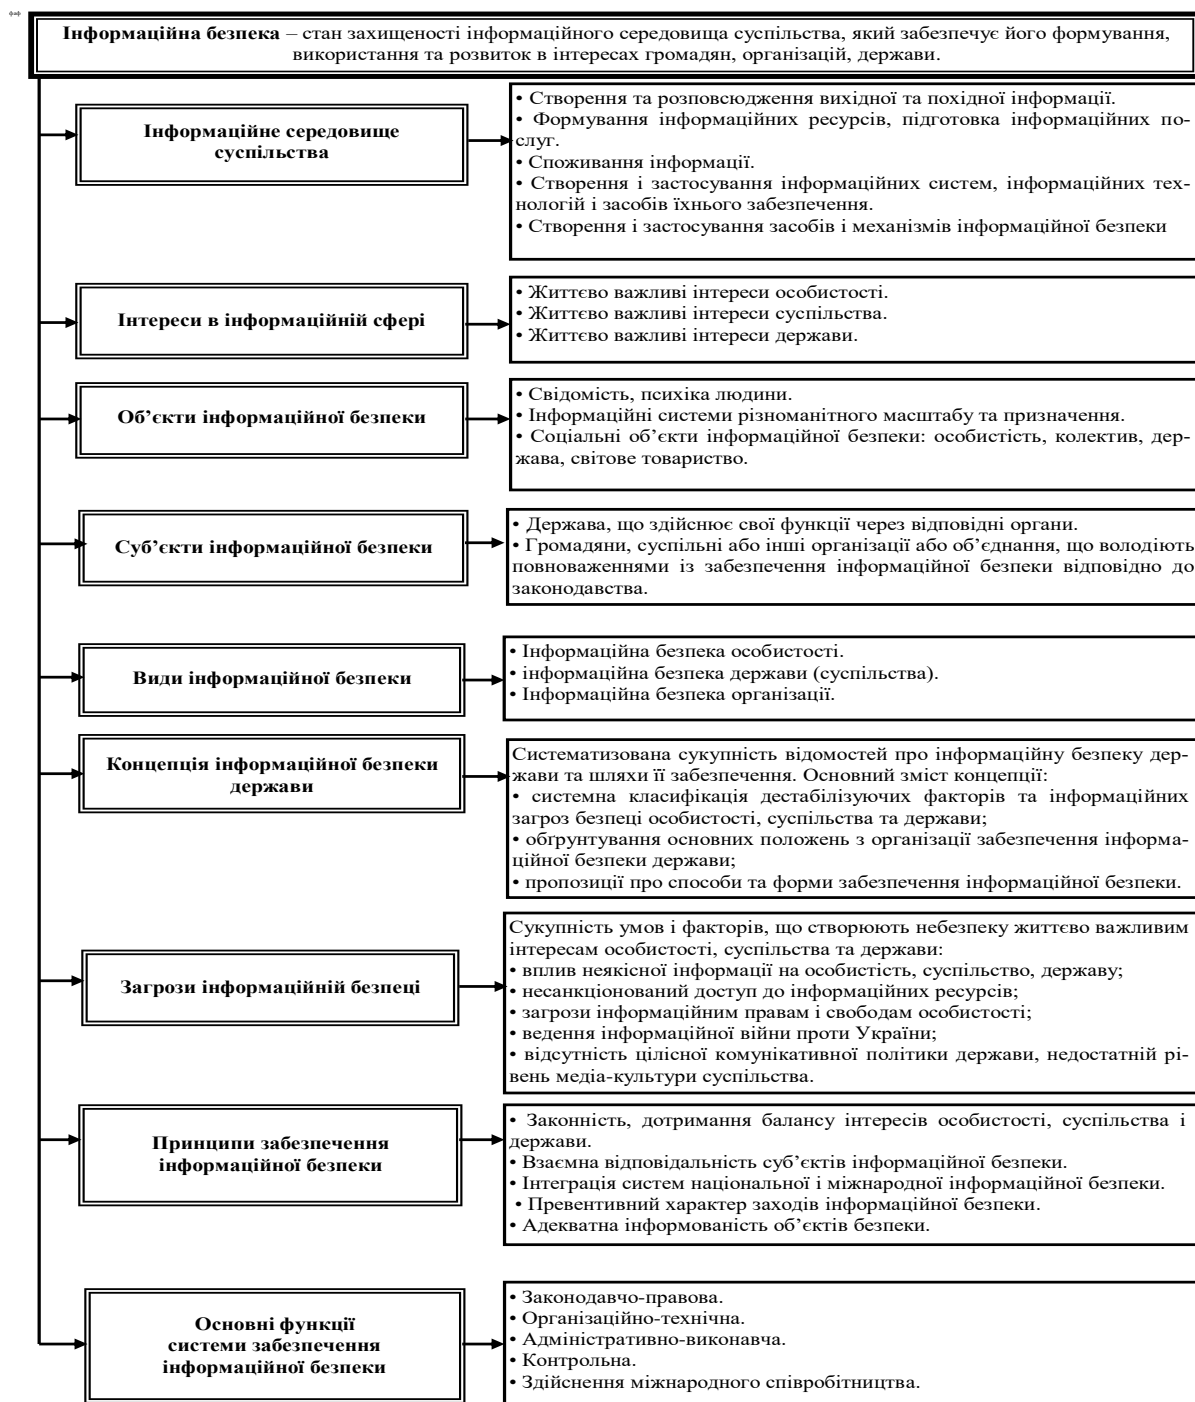 Інформаційна безпека – стан захищеності інформаційного середовища суспільства, який забезпечує його формування,
використання та розвиток в інтересах громадян, організацій, держави.
Інформаційне середовище
суспільства
• Створення та розповсюдження вихідної та похідної інформації.
• Формування інформаційних ресурсів, підготовка інформаційних по-
слуг.
• Споживання інформації.
• Створення і застосування інформаційних систем, інформаційних тех-
нологій і засобів їхнього забезпечення.
• Створення і застосування засобів і механізмів інформаційної безпеки
Інтереси в інформаційній сфері
• Життєво важливі інтереси особистості.
• Життєво важливі інтереси суспільства.
• Життєво важливі інтереси держави.
Об’єкти інформаційної безпеки
• Свідомість, психіка людини.
• Інформаційні системи різноманітного масштабу та призначення.
• Соціальні об’єкти інформаційної безпеки: особистість, колектив, дер-
жава, світове товариство.
Суб’єкти інформаційної безпеки
• Держава, що здійснює свої функції через відповідні органи.
• Громадяни, суспільні або інші організації або об’єднання, що володіють
повноваженнями із забезпечення інформаційної безпеки відповідно до
законодавства.
Види інформаційної безпеки
• Інформаційна безпека особистості.
• інформаційна безпека держави (суспільства).
• Інформаційна безпека організації.
Концепція інформаційної безпеки
держави
Систематизована сукупність відомостей про інформаційну безпеку дер-
жави та шляхи її забезпечення. Основний зміст концепції:
• системна класифікація дестабілізуючих факторів та інформаційних
загроз безпеці особистості, суспільства та держави;
• обґрунтування основних положень з організації забезпечення інформа-
ційної безпеки держави;
• пропозиції про способи та форми забезпечення інформаційної безпеки.
Загрози інформаційній безпеці
Сукупність умов і факторів, що створюють небезпеку життєво важливим
інтересам особистості, суспільства та держави:
• вплив неякісної інформації на особистість, суспільство, державу;
• несанкціонований доступ до інформаційних ресурсів;
• загрози інформаційним правам і свободам особистості;
• ведення інформаційної війни проти України;
• відсутність цілісної комунікативної політики держави, недостатній рі-
вень медіа-культури суспільства.
Принципи забезпечення
інформаційної безпеки
• Законність, дотримання балансу інтересів особистості, суспільства і
держави.
• Взаємна відповідальність суб’єктів інформаційної безпеки.
• Інтеграція систем національної і міжнародної інформаційної безпеки.
• Превентивний характер заходів інформаційної безпеки.
• Адекватна інформованість об’єктів безпеки.
Основні функції
системи забезпечення
інформаційної безпеки
• Законодавчо-правова.
• Організаційно-технічна.
• Адміністративно-виконавча.
• Контрольна.
• Здійснення міжнародного співробітництва.